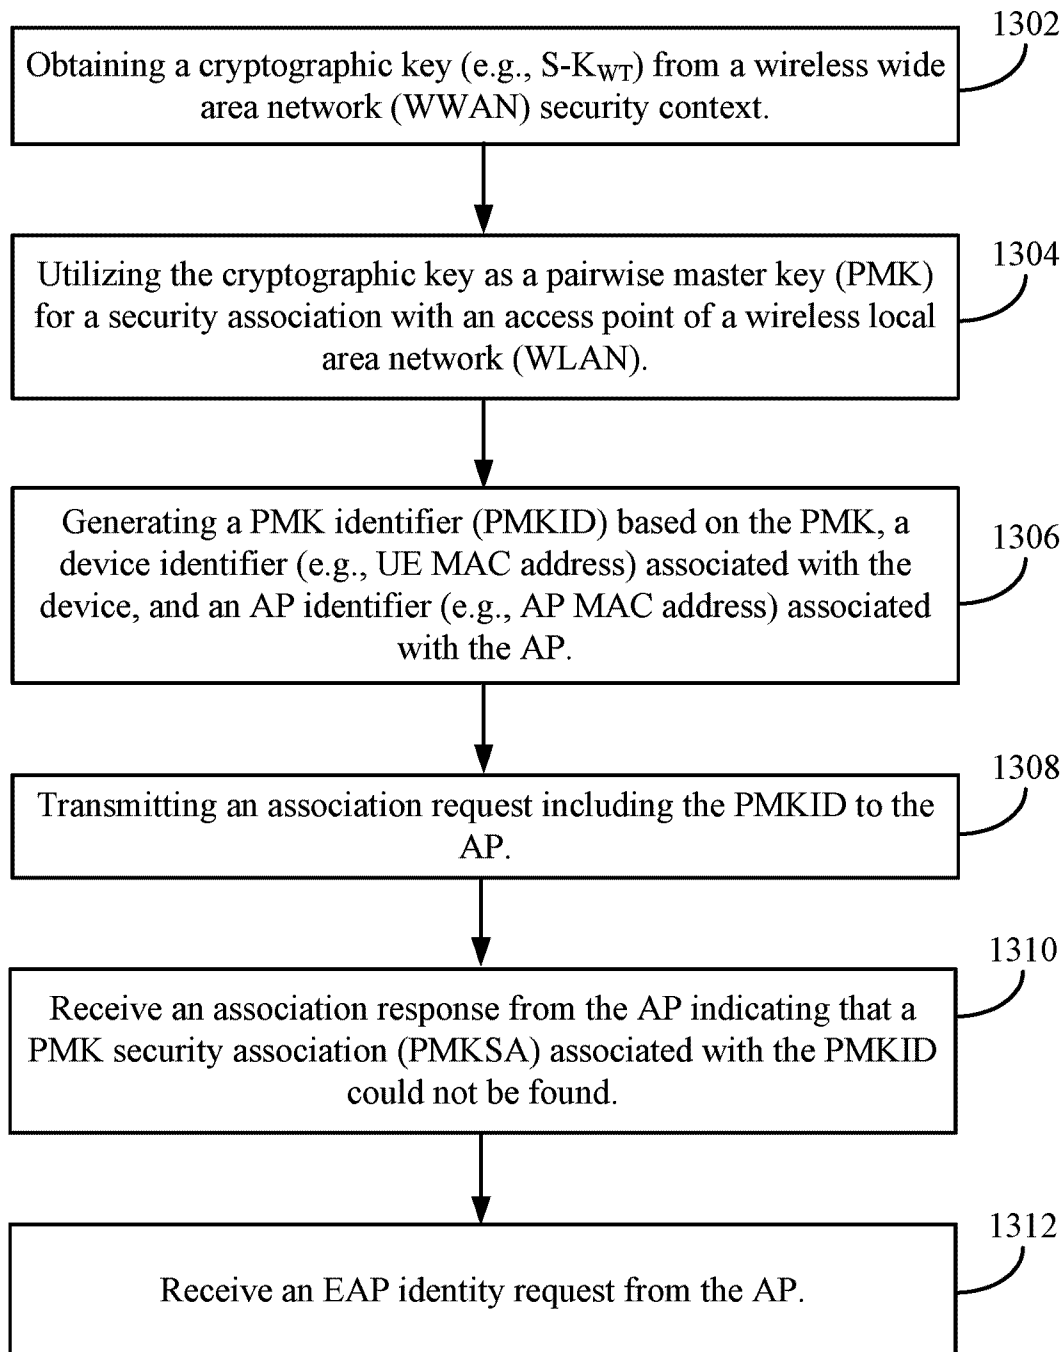 1302
Obtaining a cryptographic key (e.g., S-KWT) from a wireless wide
area network (WWAN) security context.
1304
Utilizing the cryptographic key as a pairwise master key (PMK)
for a security association with an access point of a wireless local
area network (WLAN).
1306
Generating a PMK identifier (PMKID) based on the PMK, a
device identifier (e.g., UE MAC address) associated with the
device, and an AP identifier (e.g., AP MAC address) associated
with the AP.
1308
Transmitting an association request including the PMKID to the
AP.
1310
Receive an association response from the AP indicating that a
PMK security association (PMKSA) associated with the PMKID
could not be found.
1312
Receive an EAP identity request from the AP.